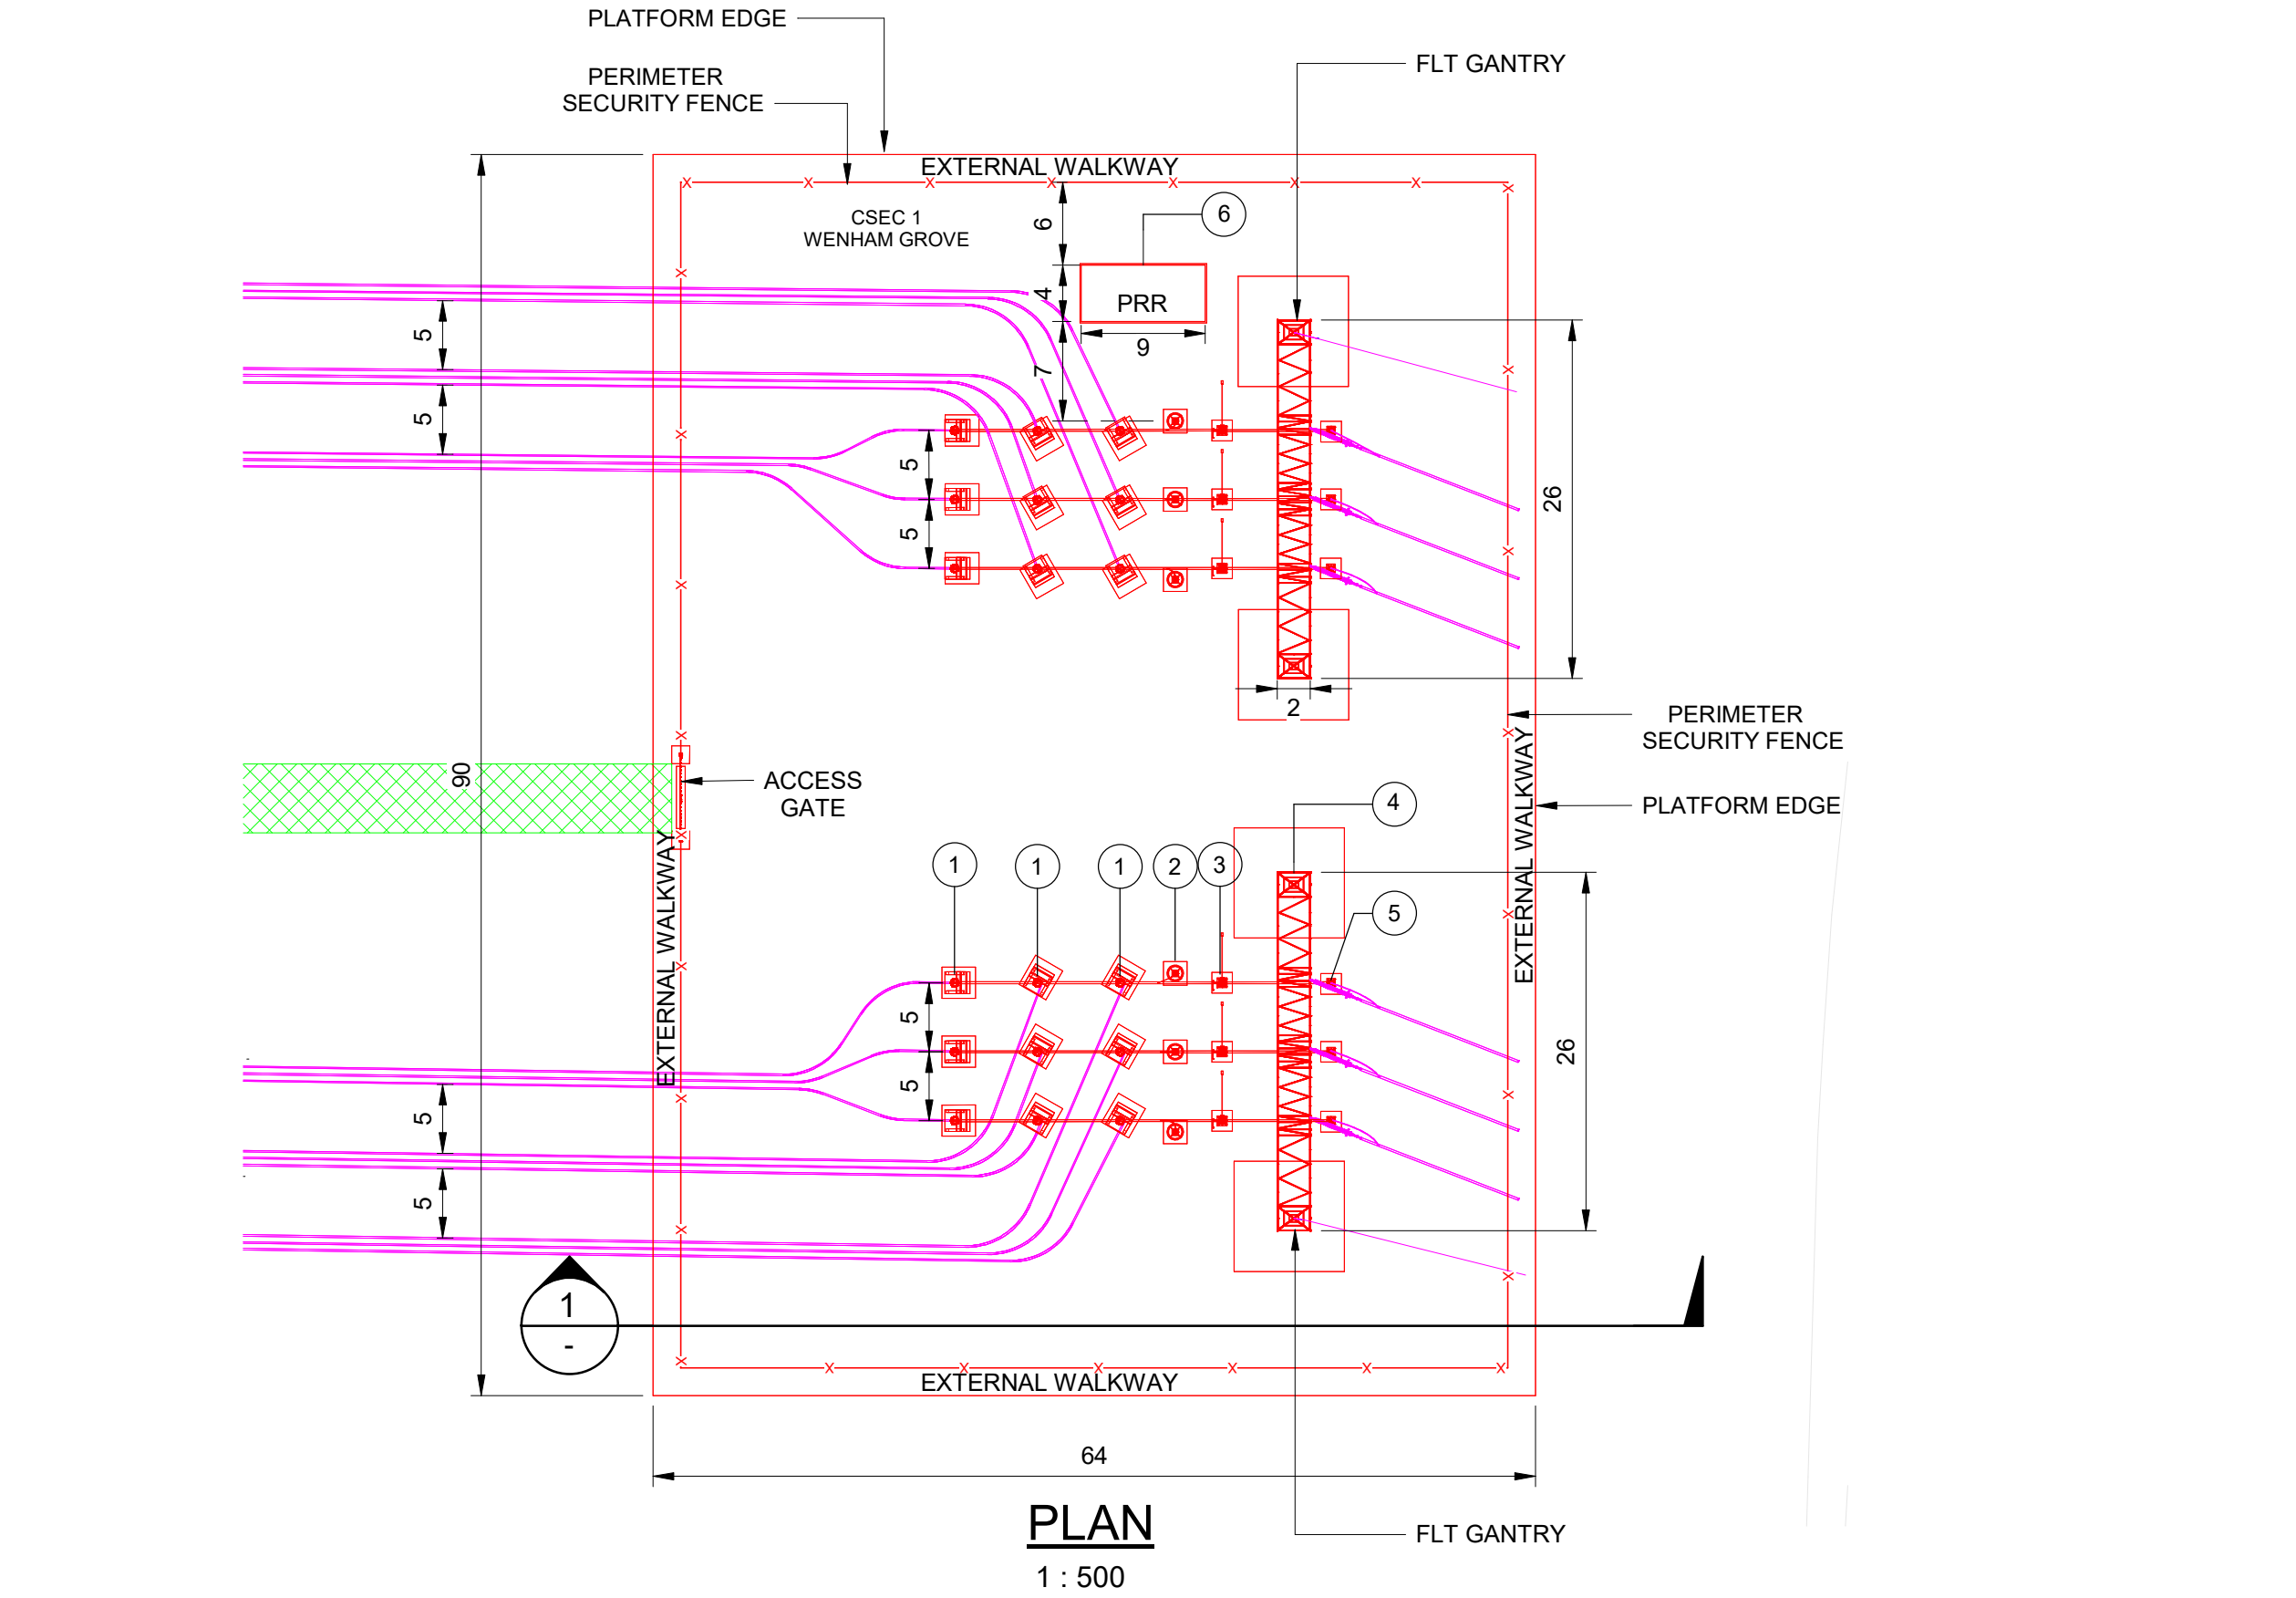 PLATFORM EDGE
FLT GANTRY
PERIMETER
SECURITY FENCE
EXTERNAL WALKWAY
CSEC 1
WENHAM GROVE
6
6
4
PRR
9
7
5
5
5
5
26
2
PERIMETER
SECURITY FENCE
90
ACCESS
GATE
EXTERNAL WALKWAY
EXTERNAL WALKWAY
PLATFORM EDGE
4
1
1
1
2
3
5
5
5
26
5
5
1
-
EXTERNAL WALKWAY
64
PLAN
1 : 500
FLT GANTRY